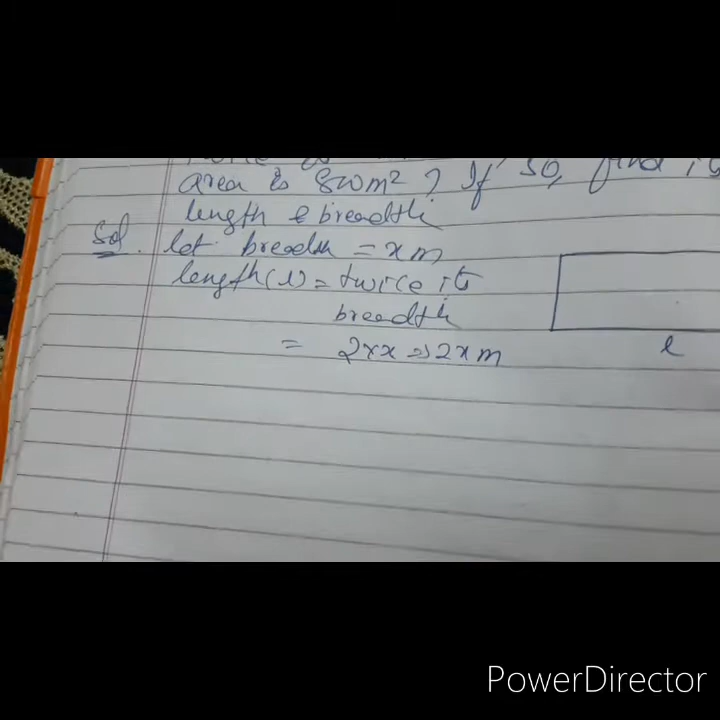 area is 800m² ? If so, find its
length & breadth
Sol. let breadth = x m
length(l) = twice its
breadth
= 2×x ⇒ 2x m
l
PowerDirector